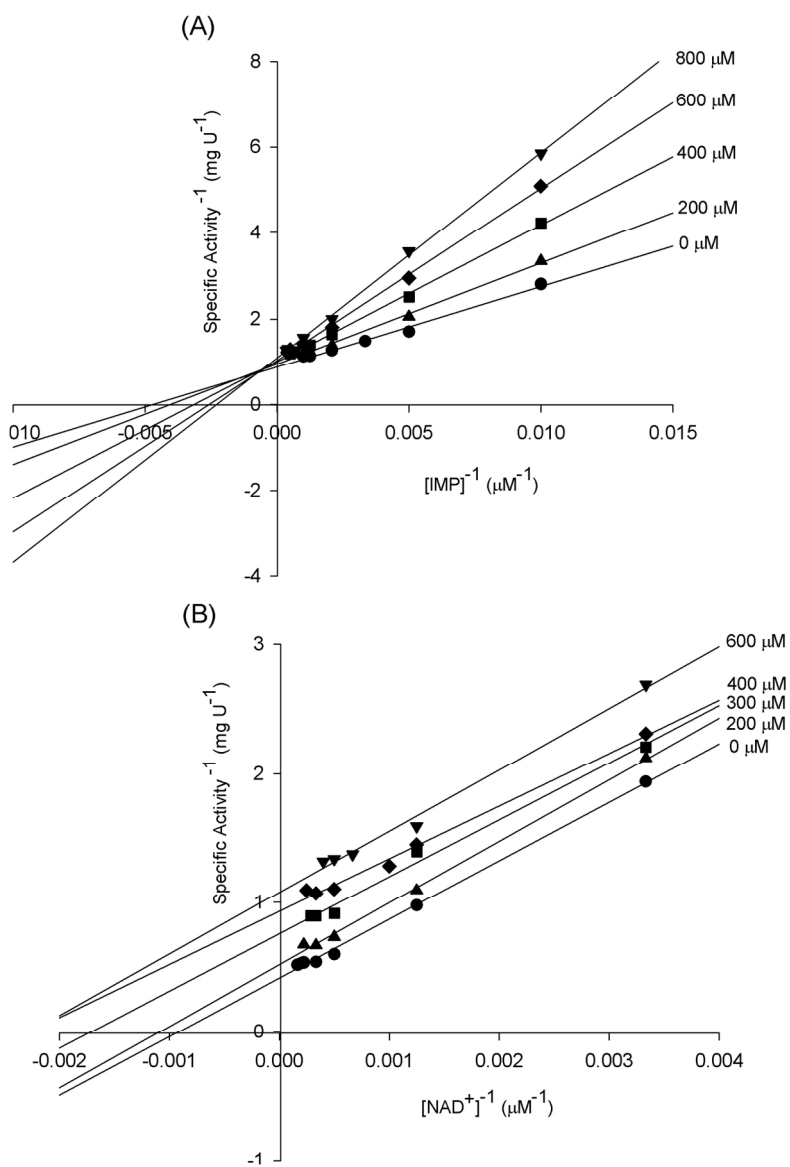 (A)
8
6
4
2
0
-2
-4
Specific Activity⁻¹ (mg U⁻¹)
800 μM
600 μM
400 μM
200 μM
0 μM
010 -0.005 0.000 0.005 0.010 0.015
[IMP]⁻¹ (μM⁻¹)
(B)
3
2
1
0
-1
Specific Activity⁻¹ (mg U⁻¹)
600 μM
400 μM
300 μM
200 μM
0 μM
-0.002 -0.001 0.000 0.001 0.002 0.003 0.004
[NAD⁺]⁻¹ (μM⁻¹)